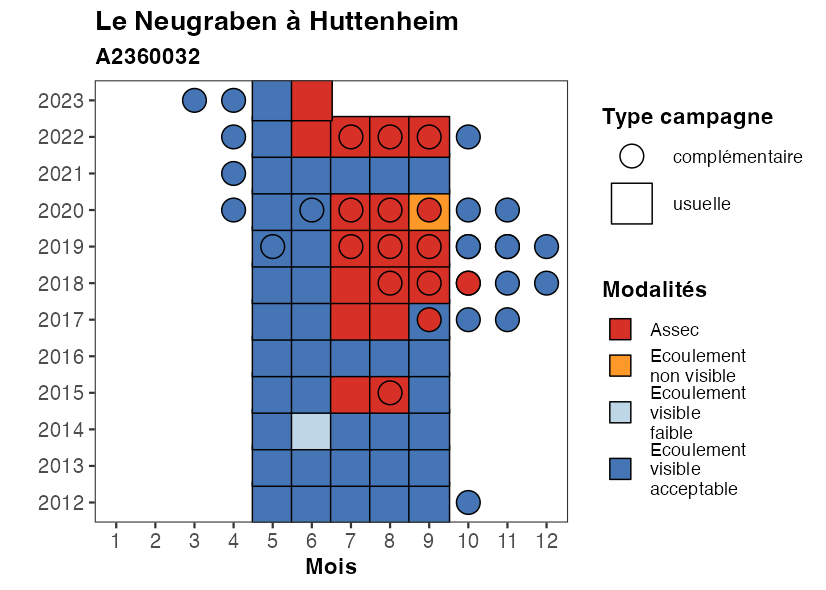 Le Neugraben à Huttenheim
A2360032
2023
2022
2021
2020
2019
2018
2017
2016
2015
2014
2013
2012
1 2 3 4 5 6 7 8 9 10 11 12
Mois
Type campagne
complémentaire
usuelle
Modalités
Assec
Ecoulement
non visible
Ecoulement
visible
faible
Ecoulement
visible
acceptable